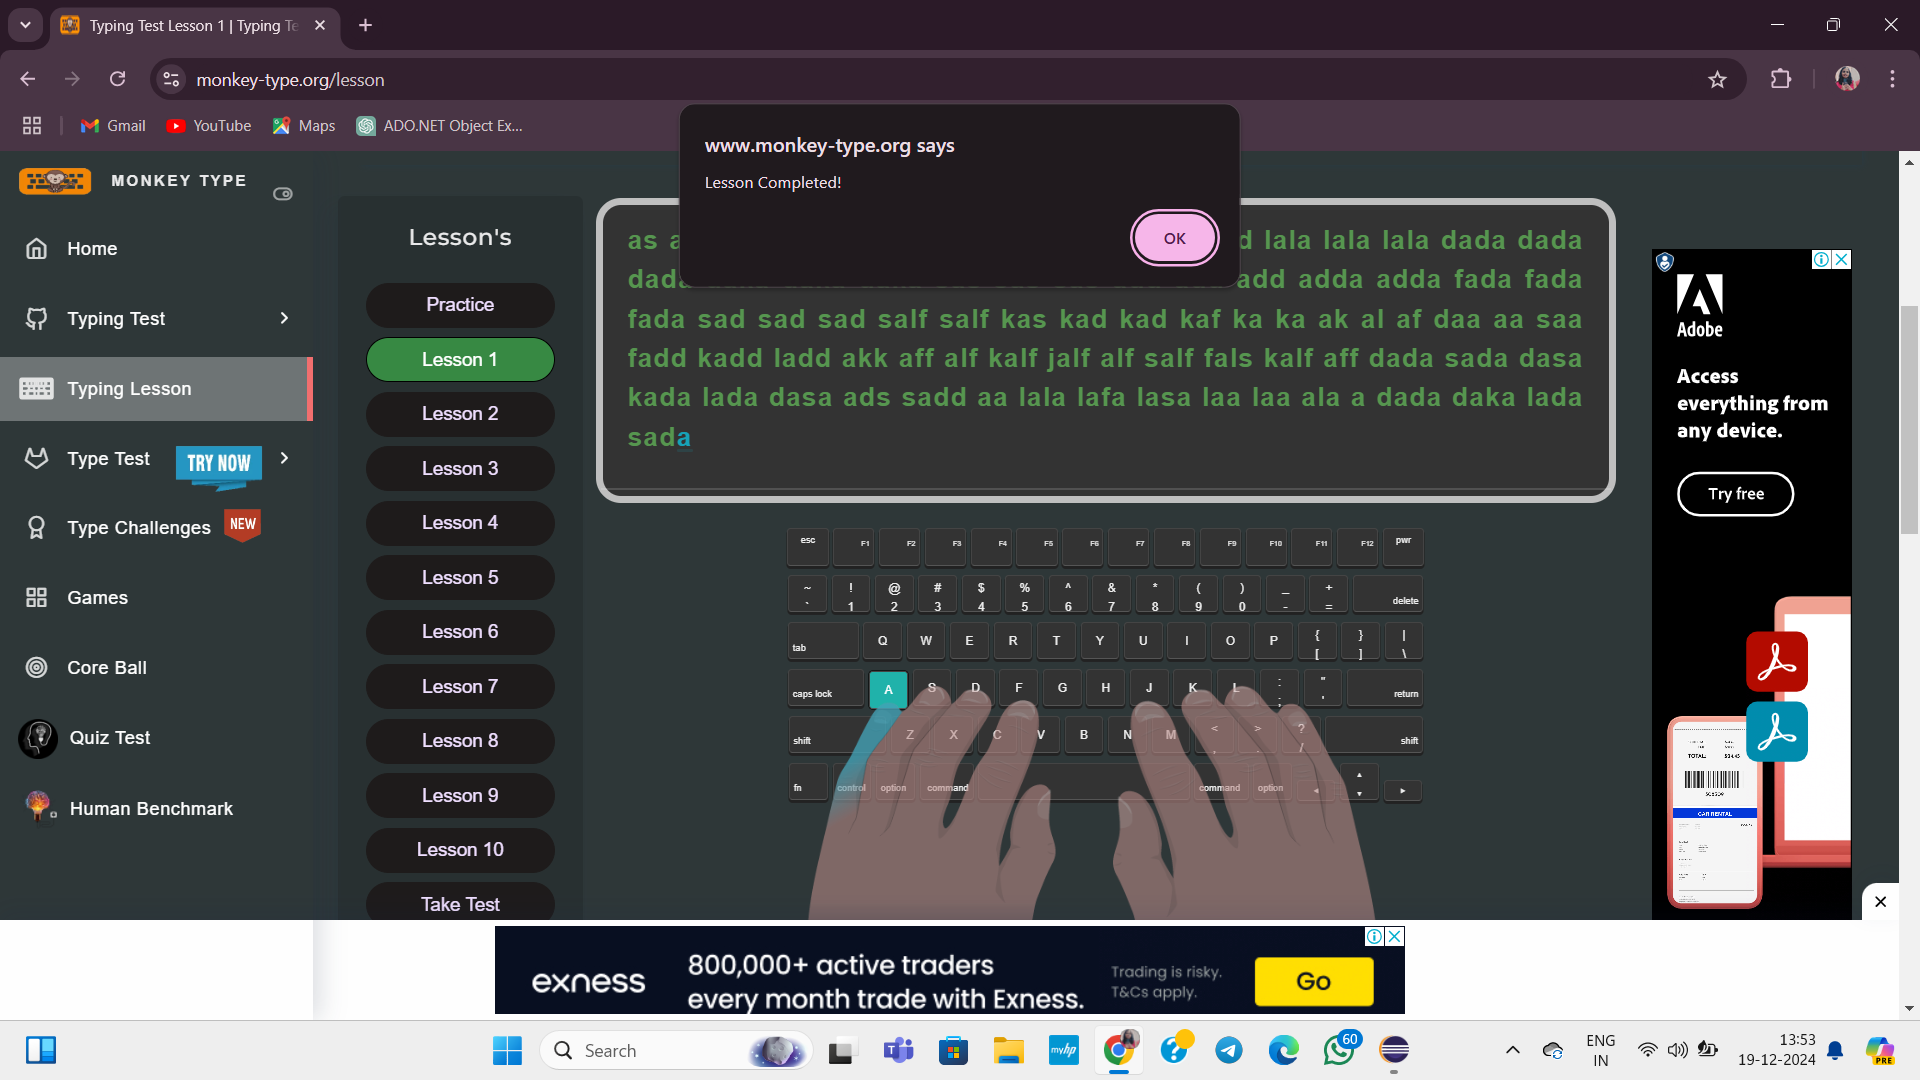 Typing Test Lesson 1 | Typing Te
monkey-type.org/lesson
Gmail
YouTube
Maps
ADO.NET Object Ex...
www.monkey-type.org says
Lesson Completed!
OK
MONKEY TYPE
Home
Typing Test
Typing Lesson
Type Test
TRY NOW
Type Challenges
NEW
Games
Core Ball
Quiz Test
Human Benchmark
Lesson's
Practice
Lesson 1
Lesson 2
Lesson 3
Lesson 4
Lesson 5
Lesson 6
Lesson 7
Lesson 8
Lesson 9
Lesson 10
Take Test
as lala lala lala dada dada
add adda adda fada fada
fada sad sad sad salf salf kas kad kad kaf ka ka ak al af daa aa saa
fadd kadd ladd akk aff alf kalf jalf alf salf fals kalf aff dada sada dasa
kada lada dasa ads sadd aa lala lafa lasa laa laa ala a dada daka lada
sada
esc F1 F2 F3 F4 F5 F6 F7 F8 F9 F10 F11 F12 pwr
~ ! @ # $ % ^ & * ( ) _ +
` 1 2 3 4 5 6 7 8 9 0 - = delete
tab Q W E R T Y U I O P { [ } ] | \
caps lock A S D F G H J K L : ; " ' return
shift Z X C V B N M < , > . ? / shift
fn control option command command option
Adobe
Access
everything from
any device.
Try free
TOTAL:
CAR RENTAL
exness
800,000+ active traders
every month trade with Exness.
Trading is risky.
T&Cs apply.
Go
Search
myhp
60
ENG
IN
13:53
19-12-2024
PRE